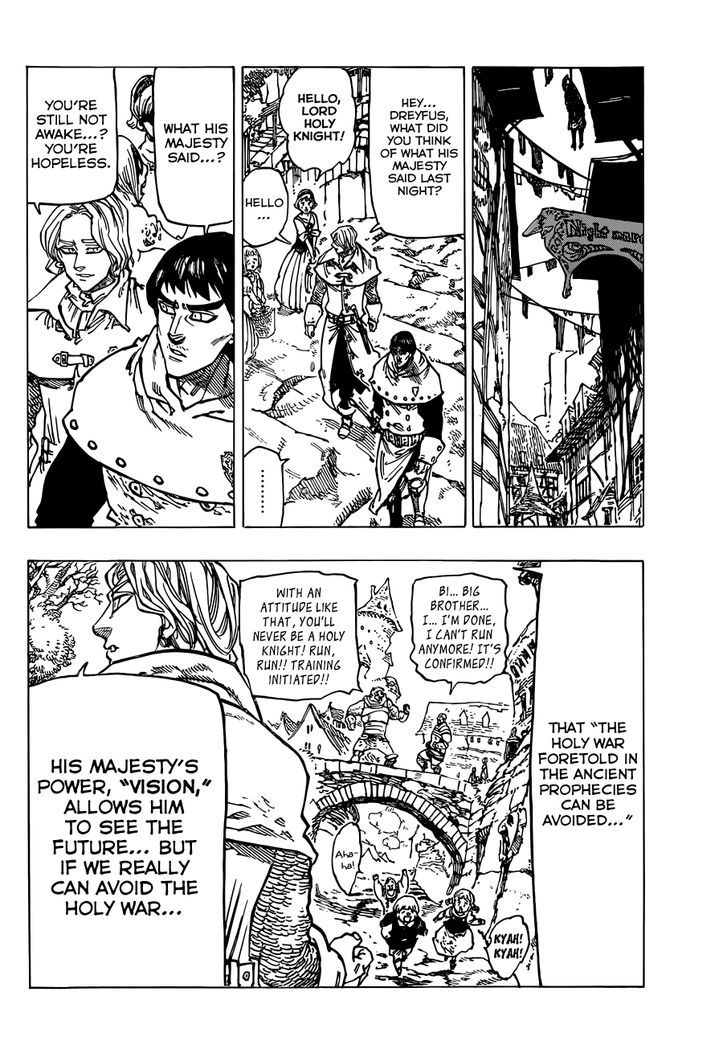 Night mare
HEY...
DREYFUS,
WHAT DID
YOU THINK
OF WHAT HIS
MAJESTY
SAID LAST
NIGHT?
HELLO,
LORD
HOLY
KNIGHT!
HELLO
...
.........
WHAT HIS
MAJESTY
SAID...?
YOU'RE
STILL NOT
AWAKE...?
YOU'RE
HOPELESS.
THAT "THE
HOLY WAR
FORETOLD IN
THE ANCIENT
PROPHECIES
CAN BE
AVOIDED..."
BI... BIG
BROTHER...
I... I'M DONE,
I CAN'T RUN
ANYMORE! IT'S
CONFIRMED!!
WITH AN
ATTITUDE LIKE
THAT, YOU'LL
NEVER BE A HOLY
KNIGHT! RUN,
RUN!! TRAINING
INITIATED!!
Aha-
ha!
KYAH!
KYAH!
HIS MAJESTY'S
POWER, "VISION,"
ALLOWS HIM
TO SEE THE
FUTURE... BUT
IF WE REALLY
CAN AVOID THE
HOLY WAR...